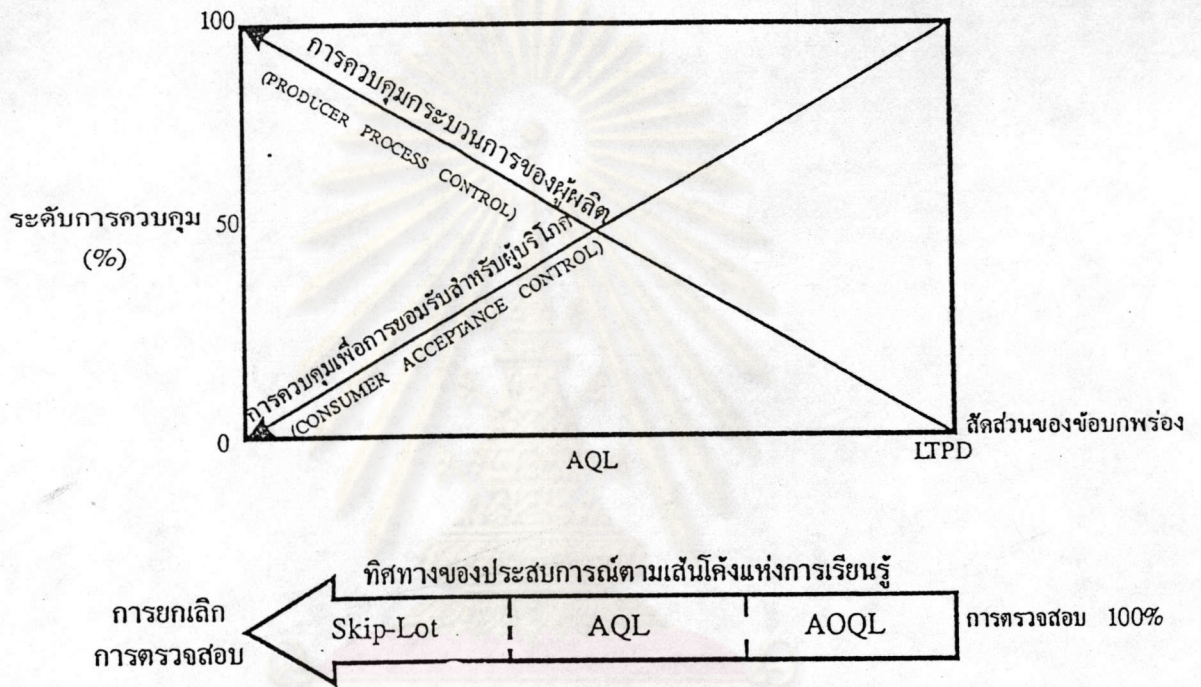 100
การควบคุมกระบวนการของผู้ผลิต
(PRODUCER PROCESS CONTROL)
ระดับการควบคุม
(%)
50
การควบคุมเพื่อการยอมรับสำหรับผู้บริโภค
(CONSUMER ACCEPTANCE CONTROL)
0
AQL
LTPD
สัดส่วนของข้อบกพร่อง
ทิศทางของประสบการณ์ตามเส้นโค้งแห่งการเรียนรู้
การยกเลิก
การตรวจสอบ
Skip-Lot
AQL
AOQL
การตรวจสอบ 100%